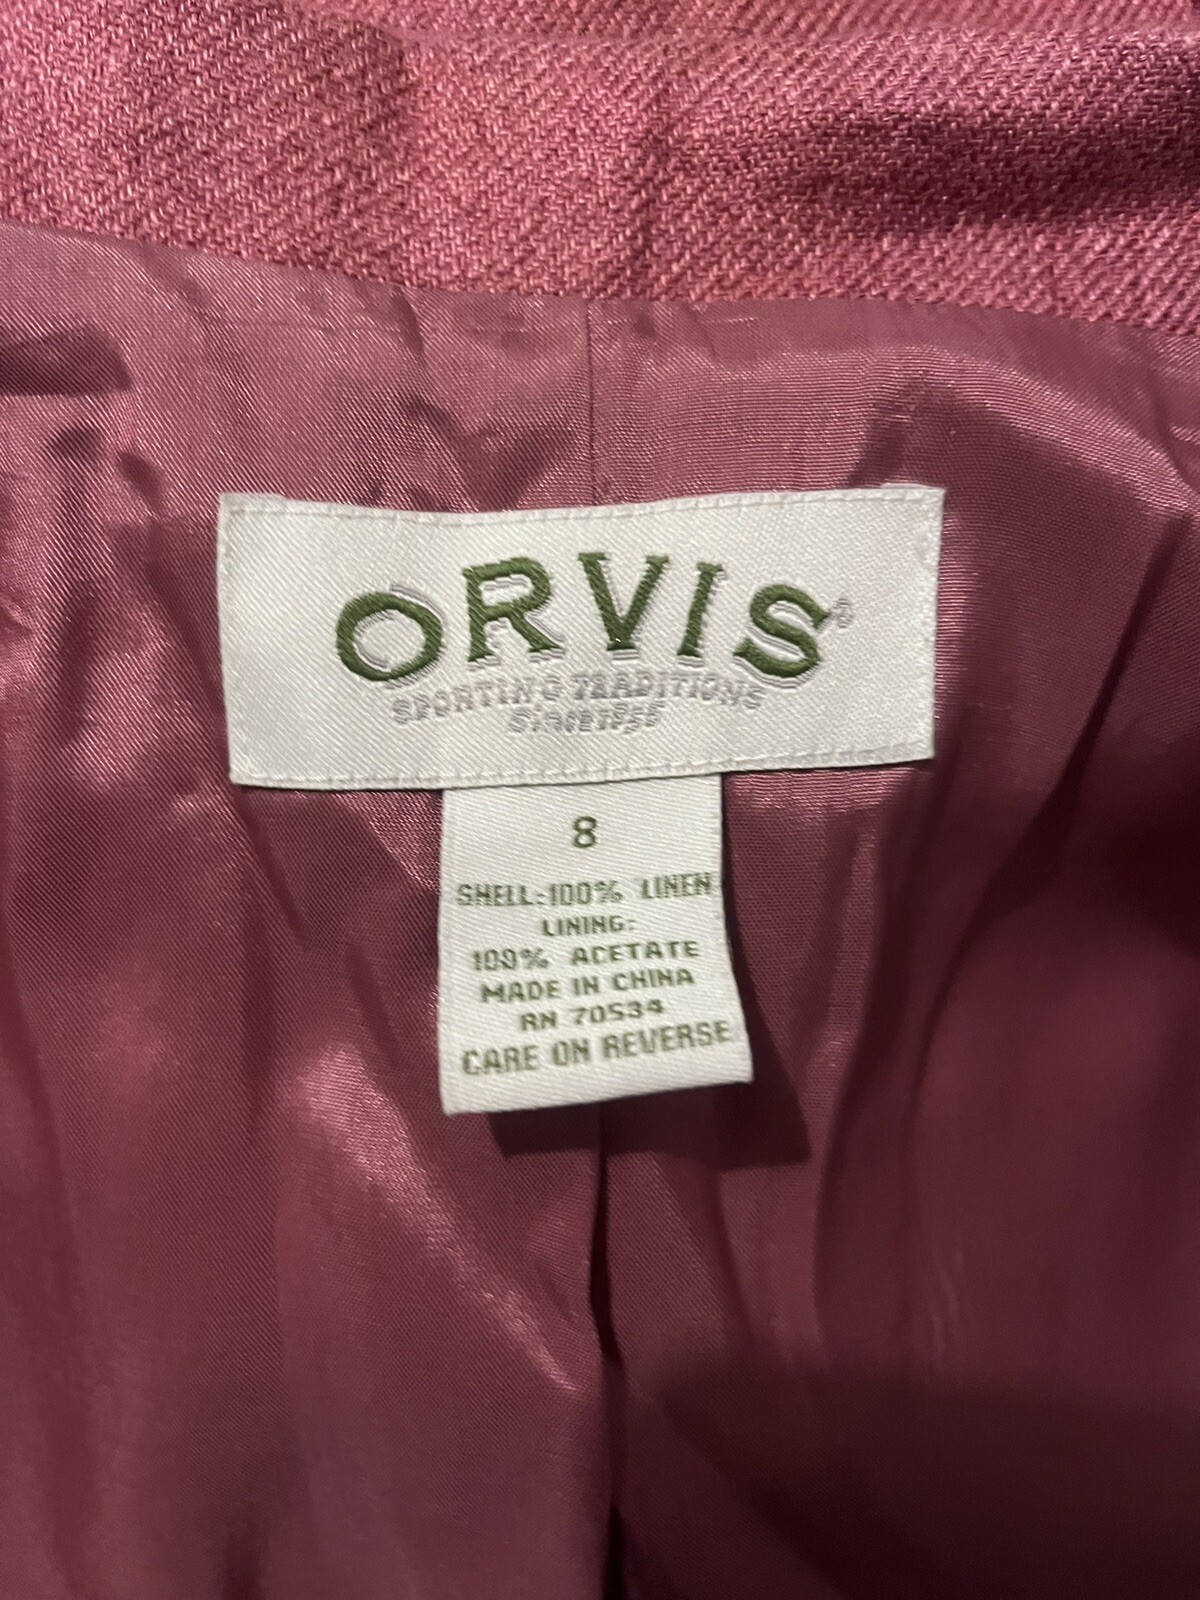 ORVIS®
SPORTING TRADITIONS
Since 1856
8
SHELL:100% LINEN
LINING:
100% ACETATE
MADE IN CHINA
RN 70534
CARE ON REVERSE